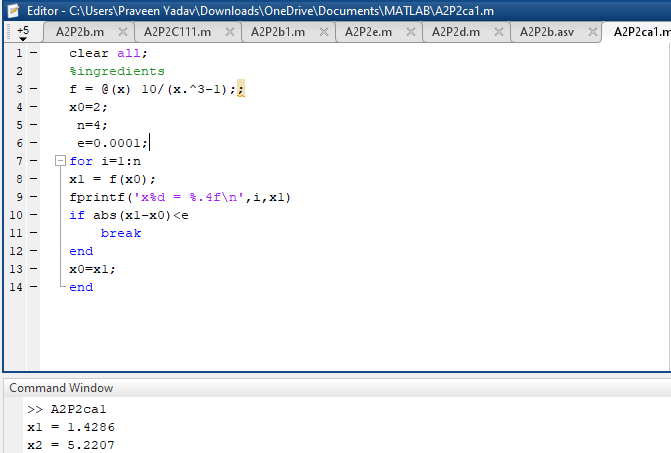 Editor - C:\Users\Praveen Yadav\Downloads\OneDrive\Documents\MATLAB\A2P2ca1.m
+5 A2P2b.m × A2P2C111.m × A2P2b1.m × A2P2e.m × A2P2d.m × A2P2b.asv × A2P2ca1.m
1 - clear all;
2 %ingredients
3 - f = @(x) 10/(x.^3-1);;
4 - x0=2;
5 - n=4;
6 - e=0.0001;
7 - for i=1:n
8 - x1 = f(x0);
9 - fprintf('x%d = %.4f\n',i,x1)
10 - if abs(x1-x0)<e
11 - break
12 - end
13 - x0=x1;
14 - end
Command Window
>> A2P2ca1
x1 = 1.4286
x2 = 5.2207